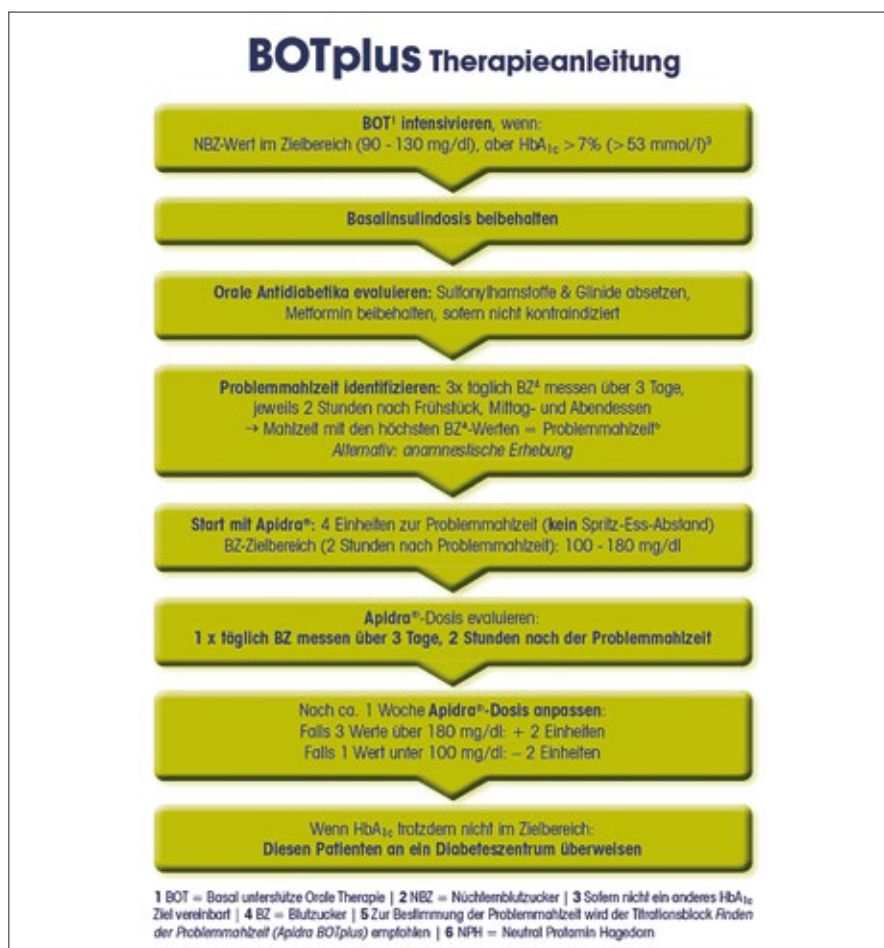 BOTplus Therapieanleitung
BOT¹ intensivieren, wenn:
NBZ-Wert im Zielbereich (90 - 130 mg/dl), aber HbA₁c >7% (>53 mmol/l)³
Basalinsulindosis beibehalten
Orale Antidiabetika evaluieren: Sulfonylharnstoffe & Glinide absetzen,
Metformin beibehalten, sofern nicht kontraindiziert
Problemmahlzeit identifizieren: 3x täglich BZ⁴ messen über 3 Tage,
jeweils 2 Stunden nach Frühstück, Mittag- und Abendessen
→ Mahlzeit mit den höchsten BZ⁴-Werten = Problemmahlzeit⁵
Alternativ: anamnestische Erhebung
Start mit Apidra®: 4 Einheiten zur Problemmahlzeit (kein Spritz-Ess-Abstand)
BZ-Zielbereich (2 Stunden nach Problemmahlzeit): 100 - 180 mg/dl
Apidra®-Dosis evaluieren:
1 x täglich BZ messen über 3 Tage, 2 Stunden nach der Problemmahlzeit
Nach ca. 1 Woche Apidra®-Dosis anpassen:
Falls 3 Werte über 180 mg/dl: + 2 Einheiten
Falls 1 Wert unter 100 mg/dl: – 2 Einheiten
Wenn HbA₁c trotzdem nicht im Zielbereich:
Diesen Patienten an ein Diabeteszentrum überweisen
1 BOT = Basal unterstütze Orale Therapie | 2 NBZ = Nüchternblutzucker | 3 Sofern nicht ein anderes HbA₁c
Ziel vereinbart | 4 BZ = Blutzucker | 5 Zur Bestimmung der Problemmahlzeit wird der Titrationsblock Finden
der Problemmahlzeit (Apidra BOTplus) empfohlen | 6 NPH = Neutral Protamin Hagedorn